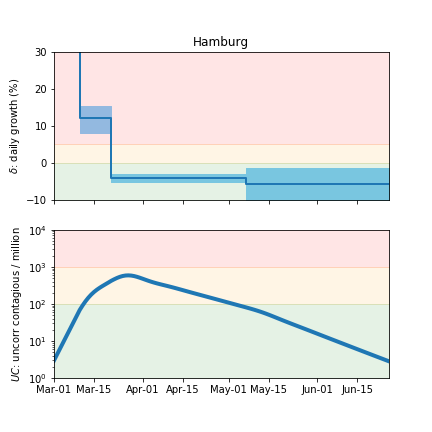 Hamburg
30
20
10
0
−10
δ: daily growth (%)
10⁴
10³
10²
10¹
10⁰
UC: uncorr contagious / million
Mar-01 Mar-15 Apr-01 Apr-15 May-01 May-15 Jun-01 Jun-15